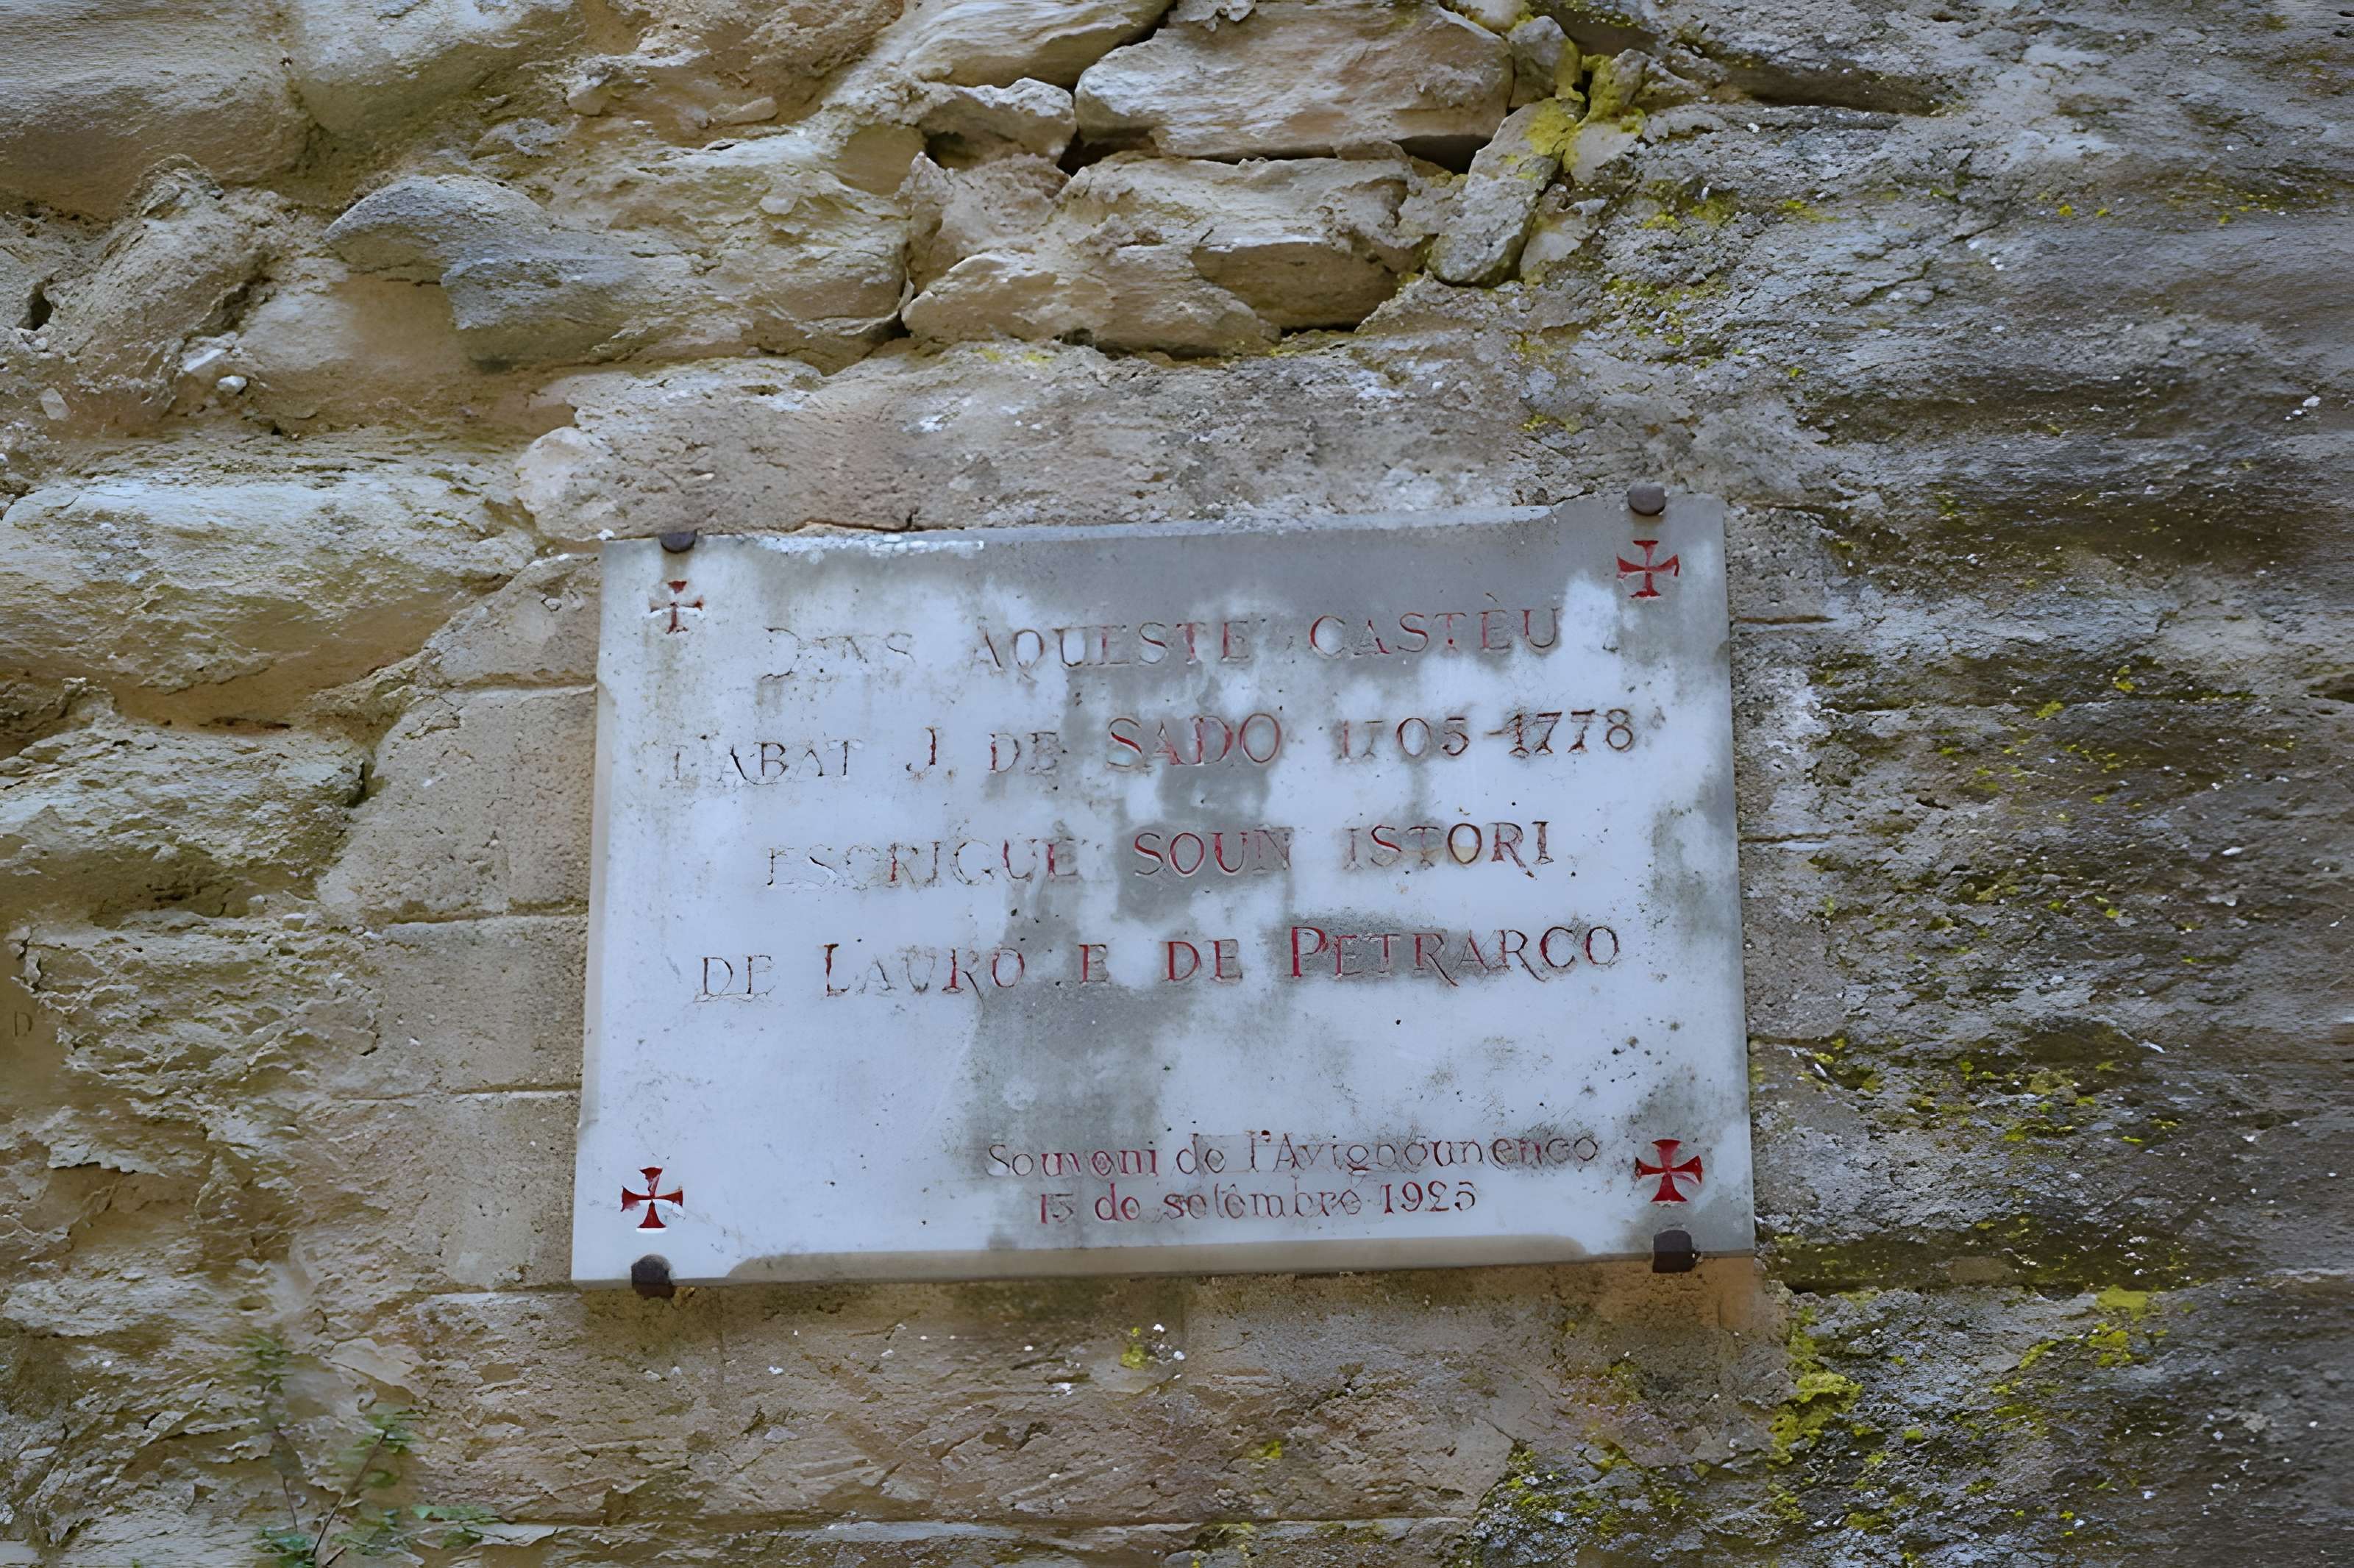 DINS AQUESTE CASTÈU
L'ABAT J. DE SADO 1705-1778
ESCRIGUÈ SOUN ISTORI
DE LAURO E DE PETRARCO
Souveni de l'Avignounenco
15 de setèmbre 1925